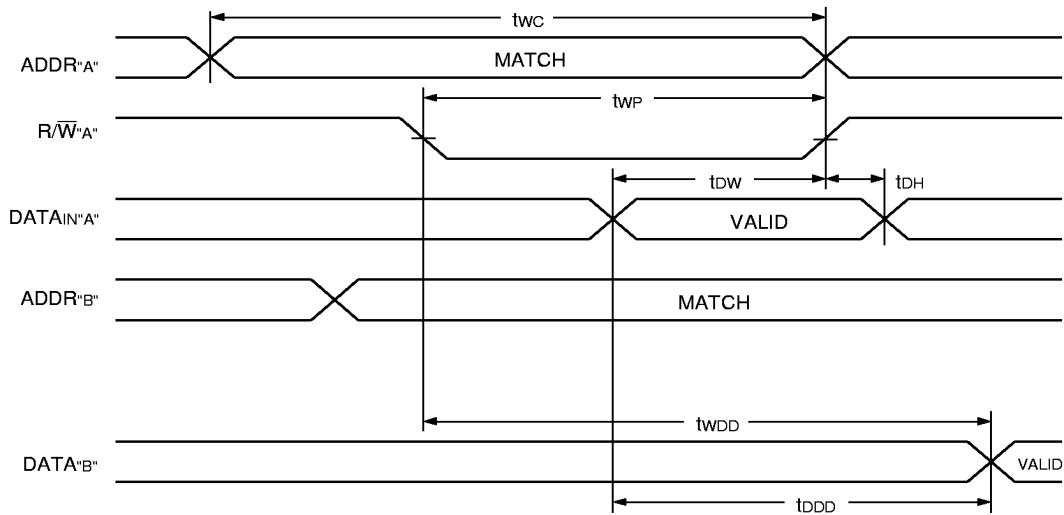 tWC
ADDR"A" MATCH
tWP
R/W̅"A"
tDW tDH
DATAIN"A" VALID
ADDR"B" MATCH
tWDD
DATA"B" VALID
tDDD